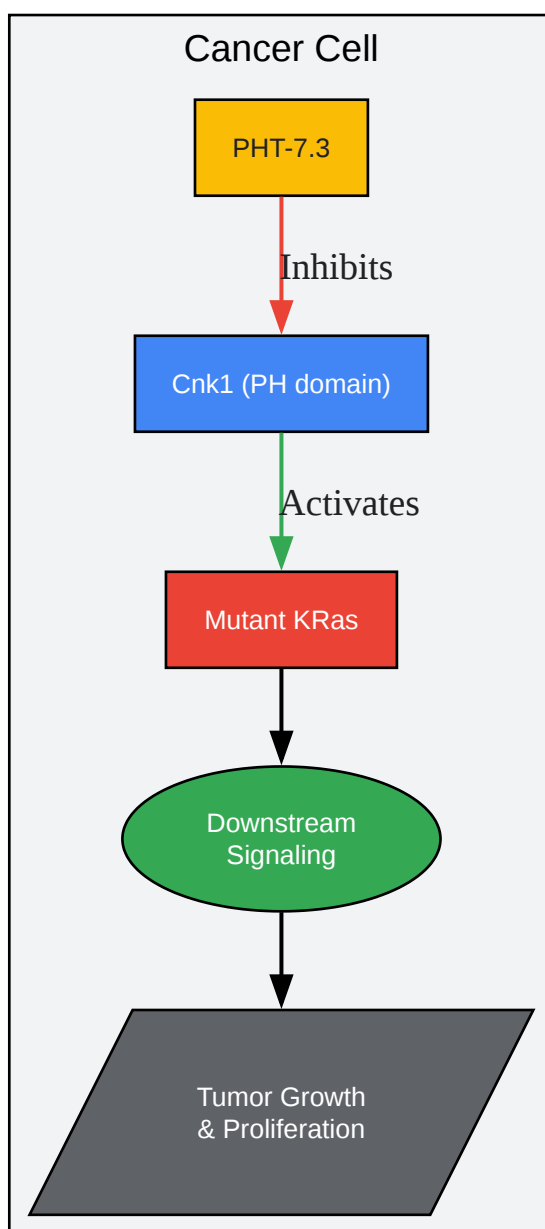 Cancer Cell
PHT-7.3
Inhibits
Cnk1 (PH domain)
Activates
Mutant KRas
Downstream
Signaling
Tumor Growth
& Proliferation